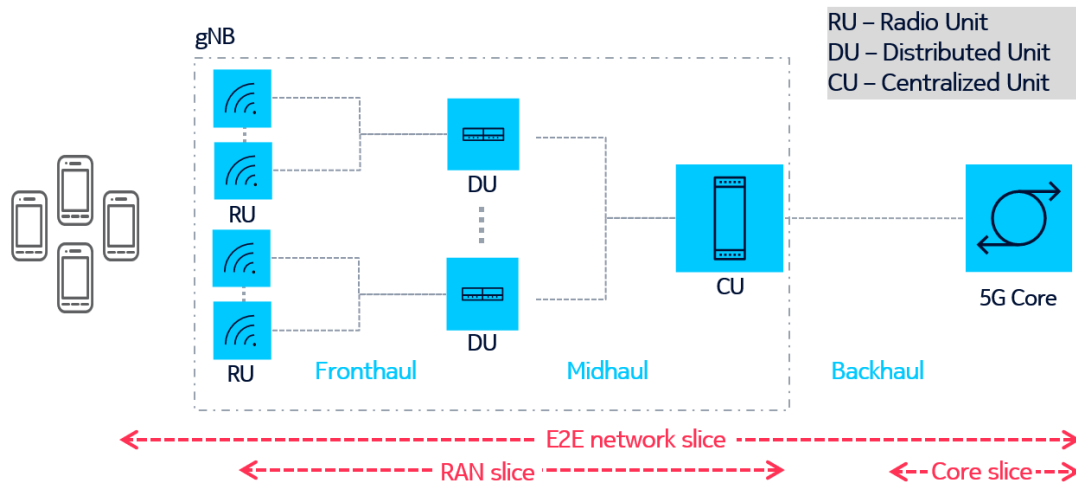 gNB
RU – Radio Unit
DU – Distributed Unit
CU – Centralized Unit
RU
DU
RU
DU
CU
5G Core
Fronthaul
Midhaul
Backhaul
E2E network slice
RAN slice
Core slice